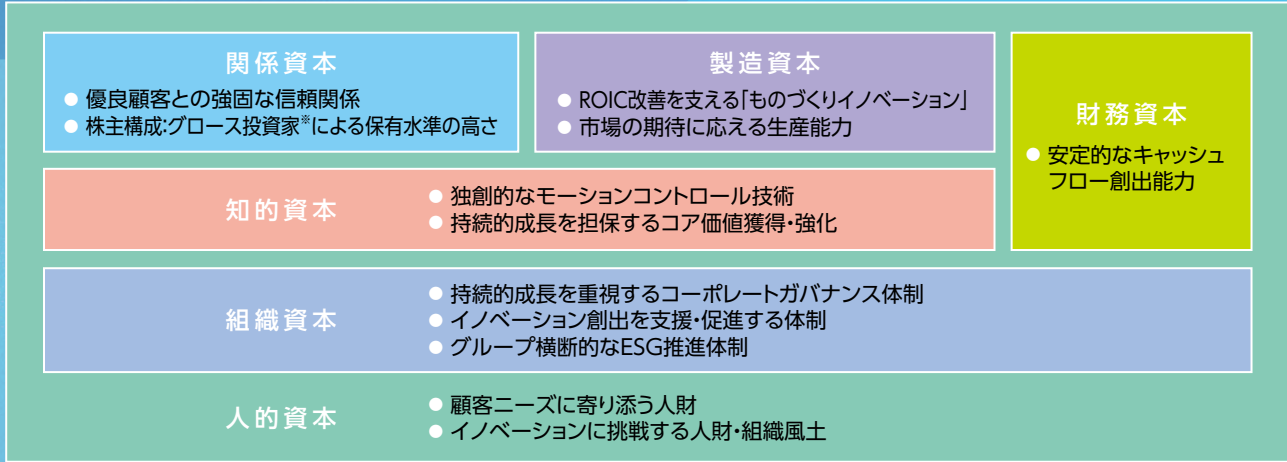 関係資本
● 優良顧客との強固な信頼関係
● 株主構成:グロース投資家※による保有水準の高さ
製造資本
● ROIC改善を支える「ものづくりイノベーション」
● 市場の期待に応える生産能力
財務資本
● 安定的なキャッシュ
フロー創出能力
知的資本
● 独創的なモーションコントロール技術
● 持続的成長を担保するコア価値獲得・強化
組織資本
● 持続的成長を重視するコーポレートガバナンス体制
● イノベーション創出を支援・促進する体制
● グループ横断的なESG推進体制
人的資本
● 顧客ニーズに寄り添う人財
● イノベーションに挑戦する人財・組織風土